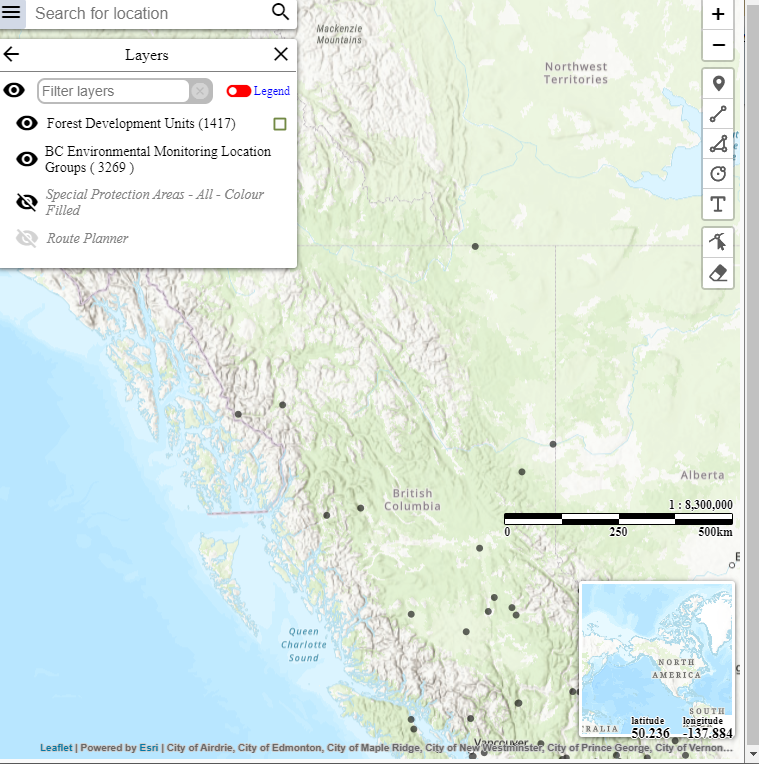 Search for location
Layers
Filter layers
Legend
Forest Development Units (1417)
BC Environmental Monitoring Location
Groups ( 3269 )
Special Protection Areas - All - Colour
Filled
Route Planner
Mackenzie
Mountains
Northwest
Territories
+
−
T
Alberta
British
Columbia
1 : 8,300,000
0 250 500km
Queen
Charlotte
Sound
NORTH
AMERICA
SOUTH
RALIA
latitude longitude
50.236 -137.884
Vancouver
Leaflet | Powered by Esri | City of Airdrie, City of Edmonton, City of Maple Ridge, City of New Westminster, City of Prince George, City of Vernon…